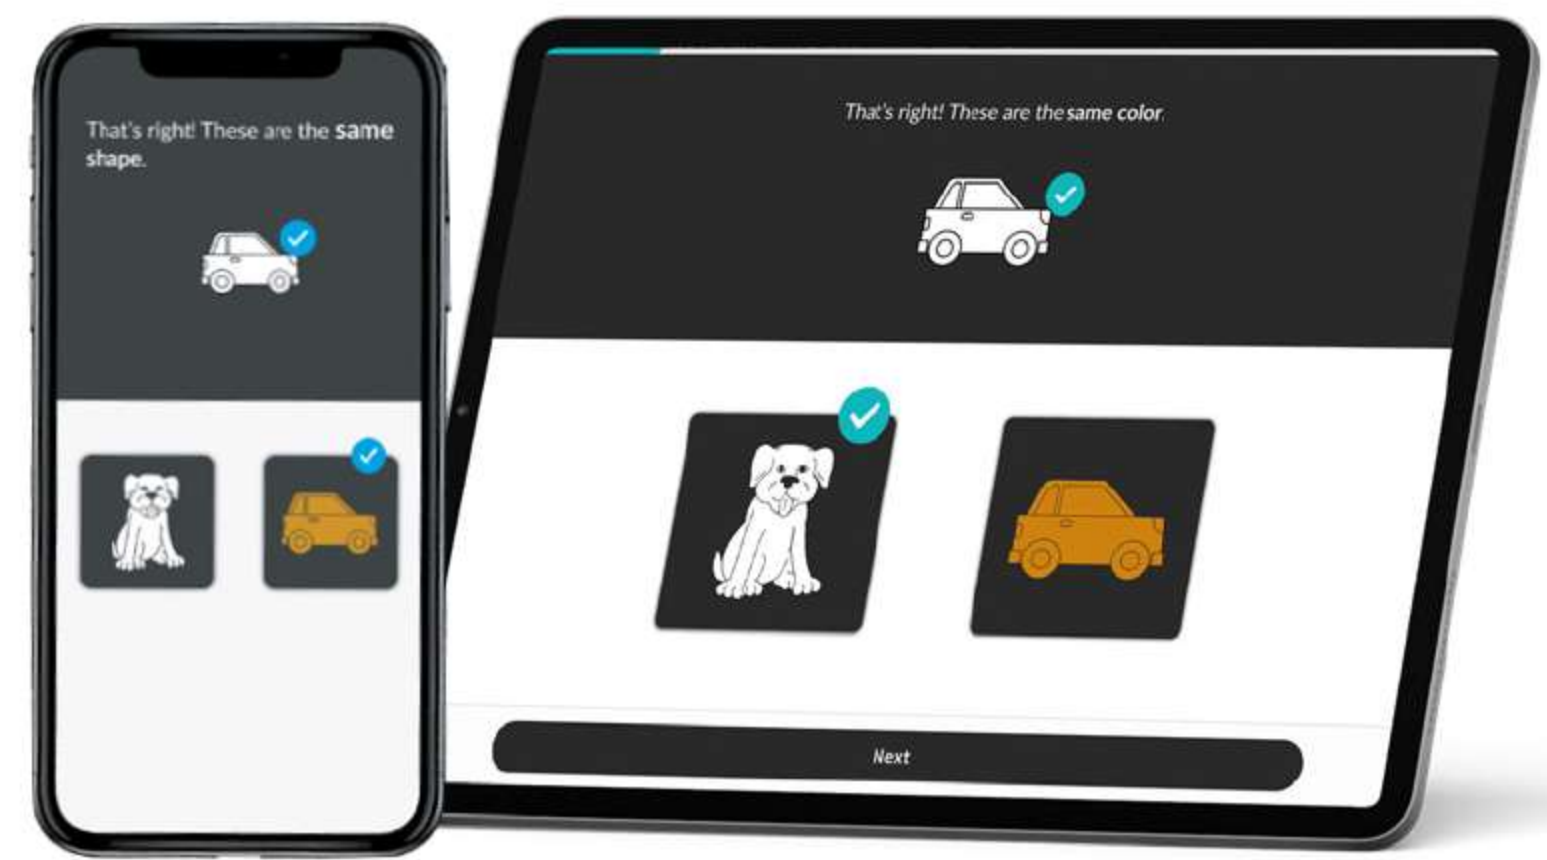 That's right! These are the same
shape.
That's right! These are the same color.
Next